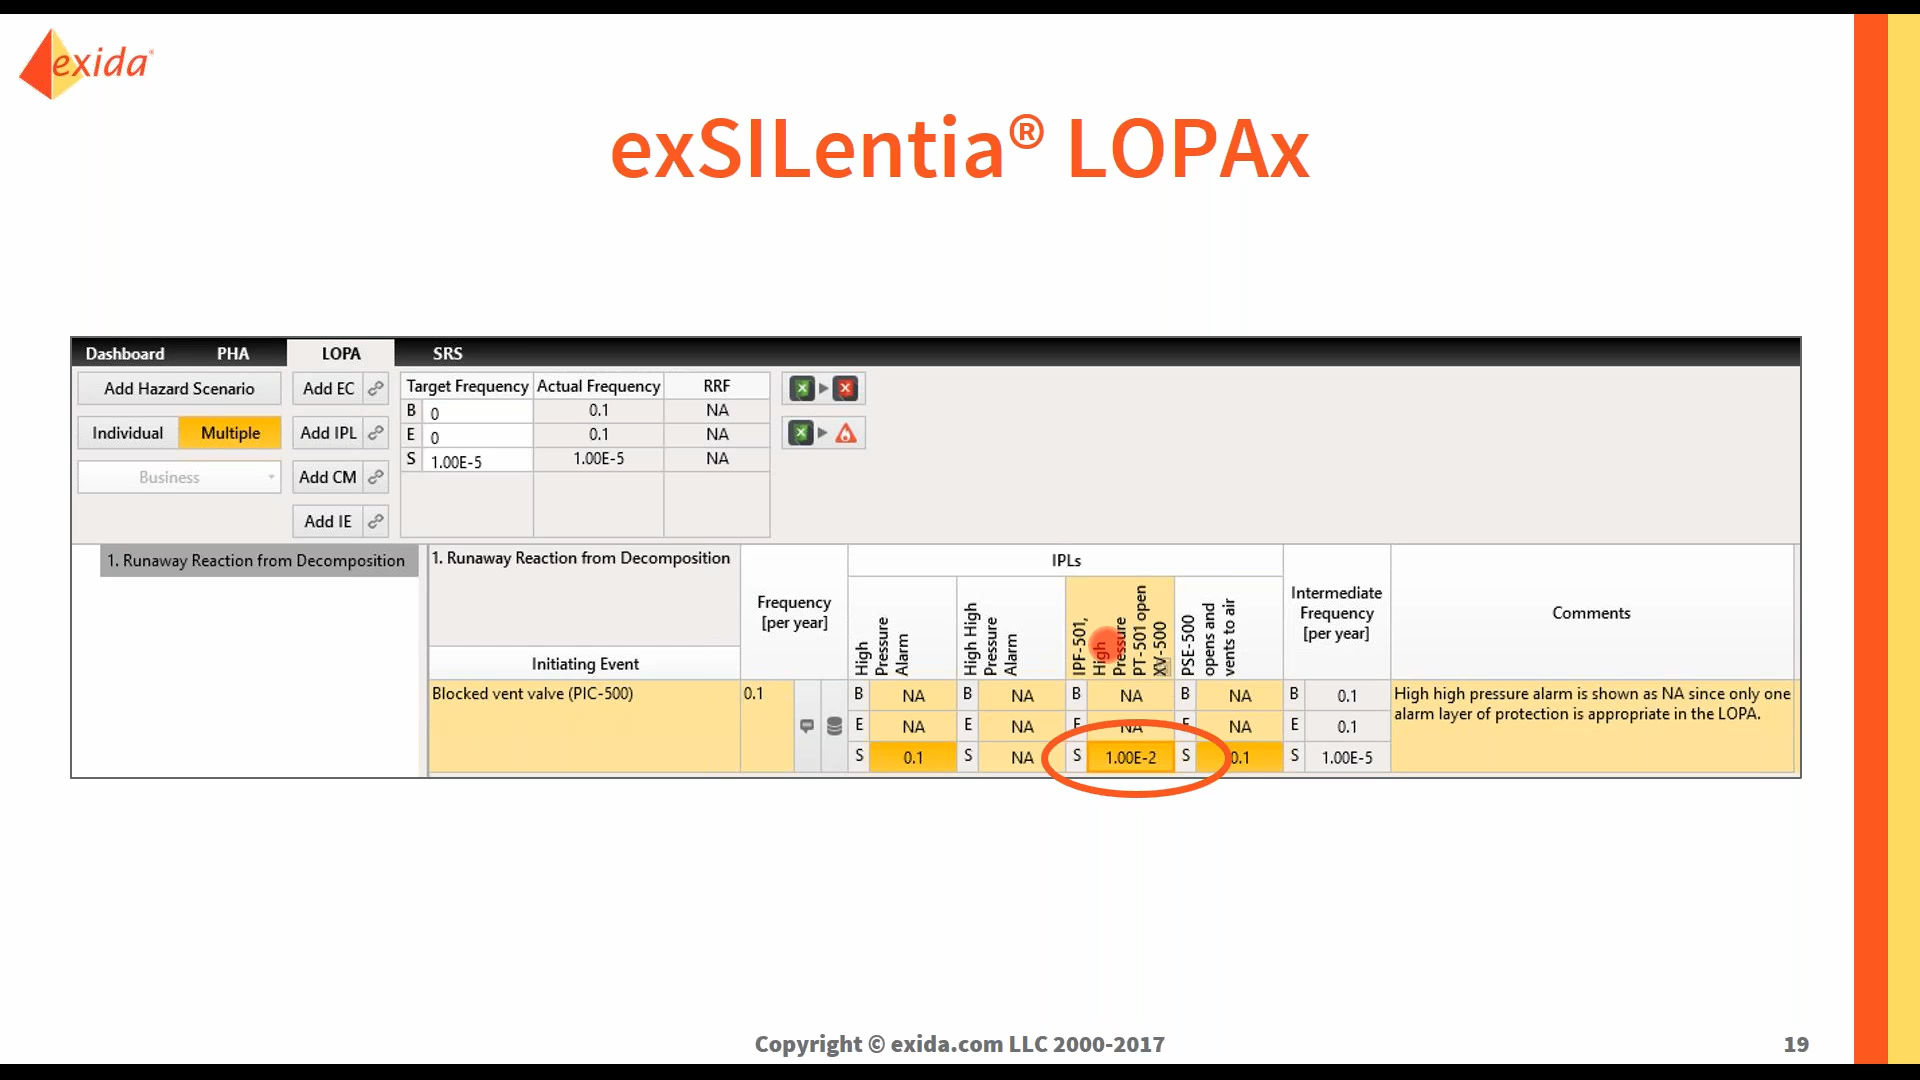 exida®
exSILentia® LOPAx
Dashboard PHA LOPA SRS
Add Hazard Scenario Add EC Target Frequency Actual Frequency RRF
B 0 0.1 NA
Individual Multiple Add IPL E 0 0.1 NA
S 1.00E-5 1.00E-5 NA
Business Add CM
Add IE
1. Runaway Reaction from Decomposition
1. Runaway Reaction from Decomposition
Initiating Event
Frequency
[per year]
IPLs
High
Pressure
Alarm
High High
Pressure
Alarm
IPF-501,
High
Pressure
PT-501 open
XV-500
PSE-500
opens and
vents to air
Intermediate
Frequency
[per year]
Comments
Blocked vent valve (PIC-500) 0.1
B NA B NA B NA B NA B 0.1
E NA E NA E NA E NA E 0.1
S 0.1 S NA S 1.00E-2 S 0.1 S 1.00E-5
High high pressure alarm is shown as NA since only one
alarm layer of protection is appropriate in the LOPA.
Copyright © exida.com LLC 2000-2017
19